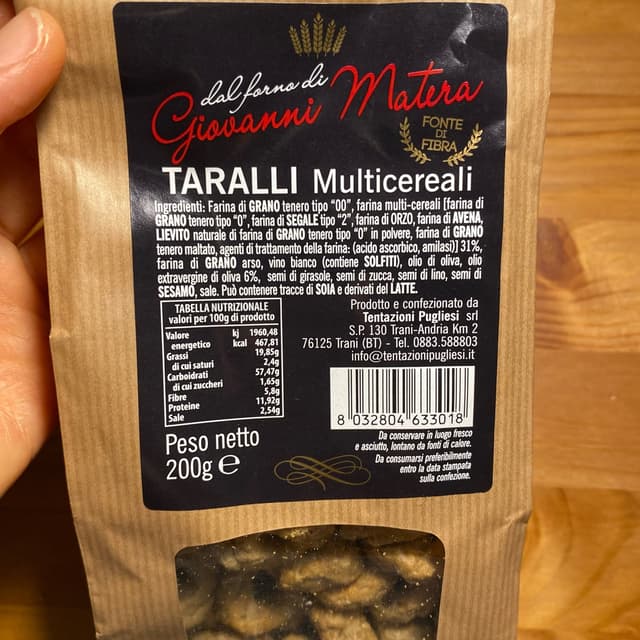 dal forno di
Giovanni Matera
FONTE
DI
FIBRA
TARALLI Multicereali
Ingredienti: Farina di GRANO tenero tipo "00", farina multi-cereali [farina di
GRANO tenero tipo "0", farina di SEGALE tipo "2", farina di ORZO, farina di AVENA,
LIEVITO naturale di farina di GRANO tenero tipo "0" in polvere, farina di GRANO
tenero maltato, agenti di trattamento della farina: (acido ascorbico, amilasi)] 31%,
farina di GRANO arso, vino bianco (contiene SOLFITI), olio di oliva, olio
extravergine di oliva 6%, semi di girasole, semi di zucca, semi di lino, semi di
SESAMO, sale. Può contenere tracce di SOIA e derivati del LATTE.
TABELLA NUTRIZIONALE
valori per 100g di prodotto
Valore kj 1960,48
energetico kcal 467,81
Grassi 19,85g
di cui saturi 2,4g
Carboidrati 57,47g
di cui zuccheri 1,65g
Fibre 5,8g
Proteine 11,92g
Sale 2,54g
Prodotto e confezionato da
Tentazioni Pugliesi srl
S.P. 130 Trani-Andria Km 2
76125 Trani (BT) - Tel. 0883.588803
info@tentazionipugliesi.it
8 032804 633018
Peso netto
200g e
Da conservare in luogo fresco
e asciutto, lontano da fonti di calore.
Da consumarsi preferibilmente
entro la data stampata
sulla confezione.